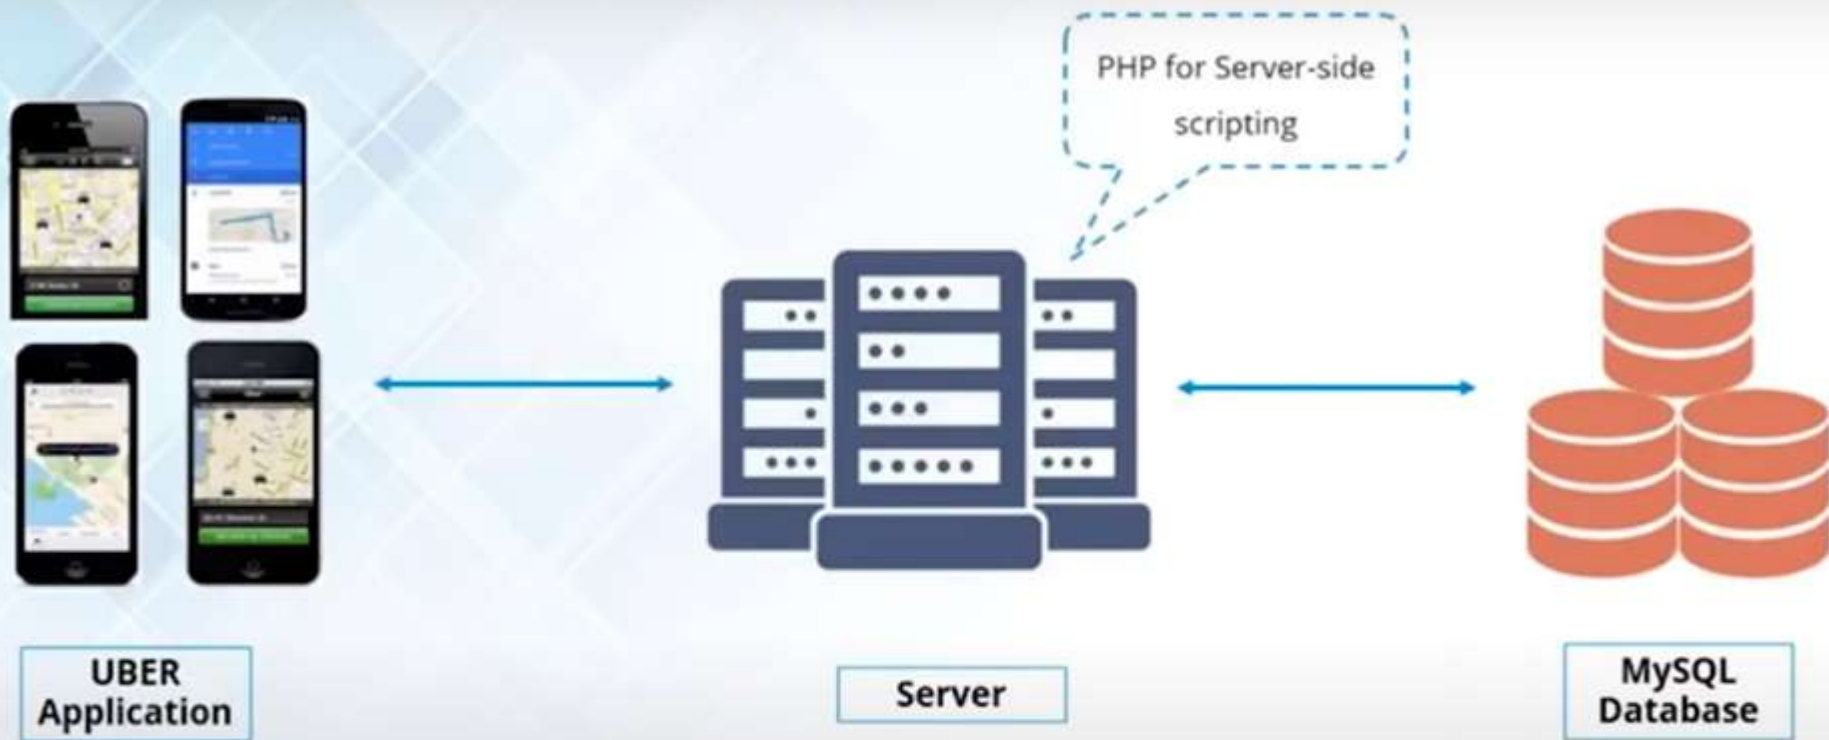 PHP for Server-side
scripting
UBER
Application
Server
MySQL
Database